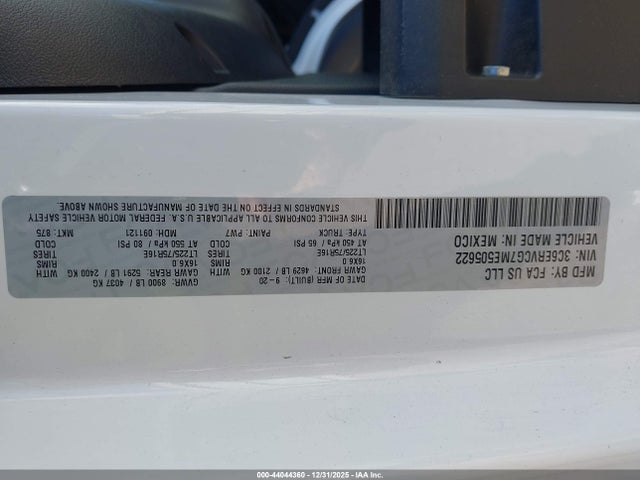 MFD BY: FCA US LLC
DATE OF MFR (BUILT): 9-20
GVWR: 8900 LB / 4037 KG
GAWR FRONT: 4629 LB / 2100 KG WITH
GAWR REAR: 5291 LB / 2400 KG WITH
16X6.0 RIMS
16X6.0 RIMS
LT225/75R16E TIRES
LT225/75R16E TIRES
AT 450 kPa / 65 PSI COLD
AT 550 kPa / 80 PSI COLD
VIN: 3C6ERVCG7ME505622
VEHICLE MADE IN: MEXICO
TYPE: TRUCK
PAINT: PW7
MDH: 091121
MKT: 875
THIS VEHICLE CONFORMS TO ALL APPLICABLE U.S.A. FEDERAL MOTOR VEHICLE SAFETY
STANDARDS IN EFFECT ON THE DATE OF MANUFACTURE SHOWN ABOVE.
000-44044360 - 12/31/2025 - COPART